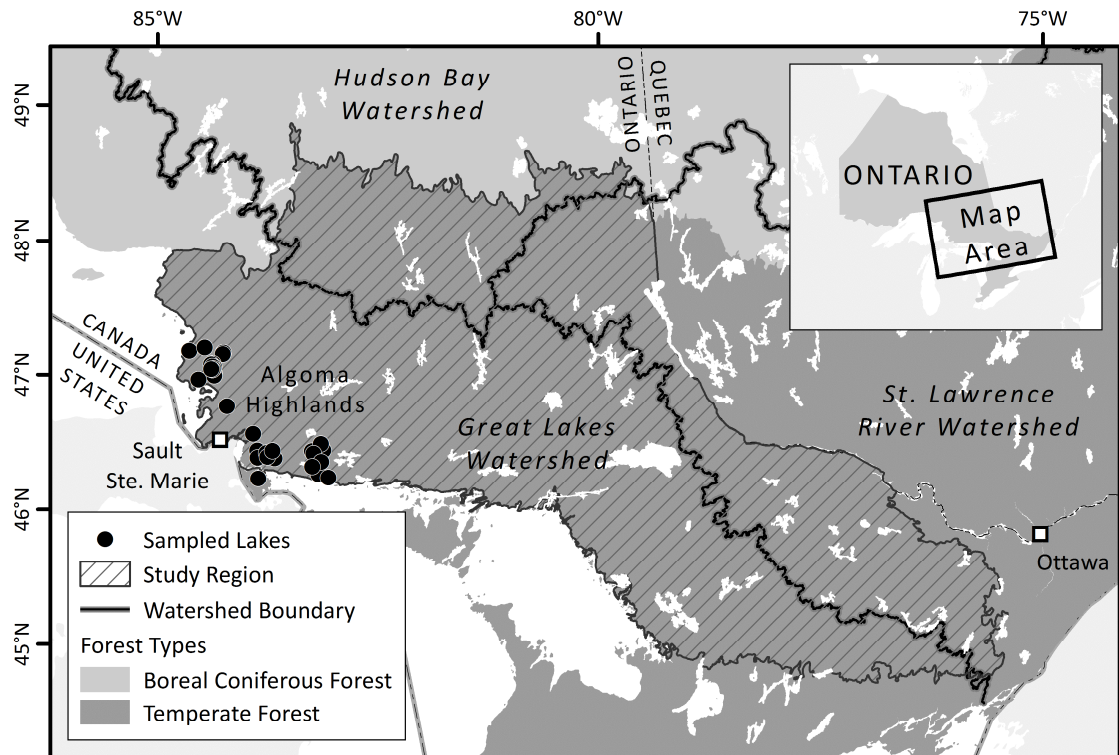 85°W
80°W
75°W
49°N
48°N
47°N
46°N
45°N
Hudson Bay
Watershed
ONTARIO
QUEBEC
ONTARIO
Map
Area
CANADA
UNITED
STATES
Algoma
Highlands
Great Lakes
Watershed
St. Lawrence
River Watershed
Sault
Ste. Marie
Ottawa
Sampled Lakes
Study Region
Watershed Boundary
Forest Types
Boreal Coniferous Forest
Temperate Forest